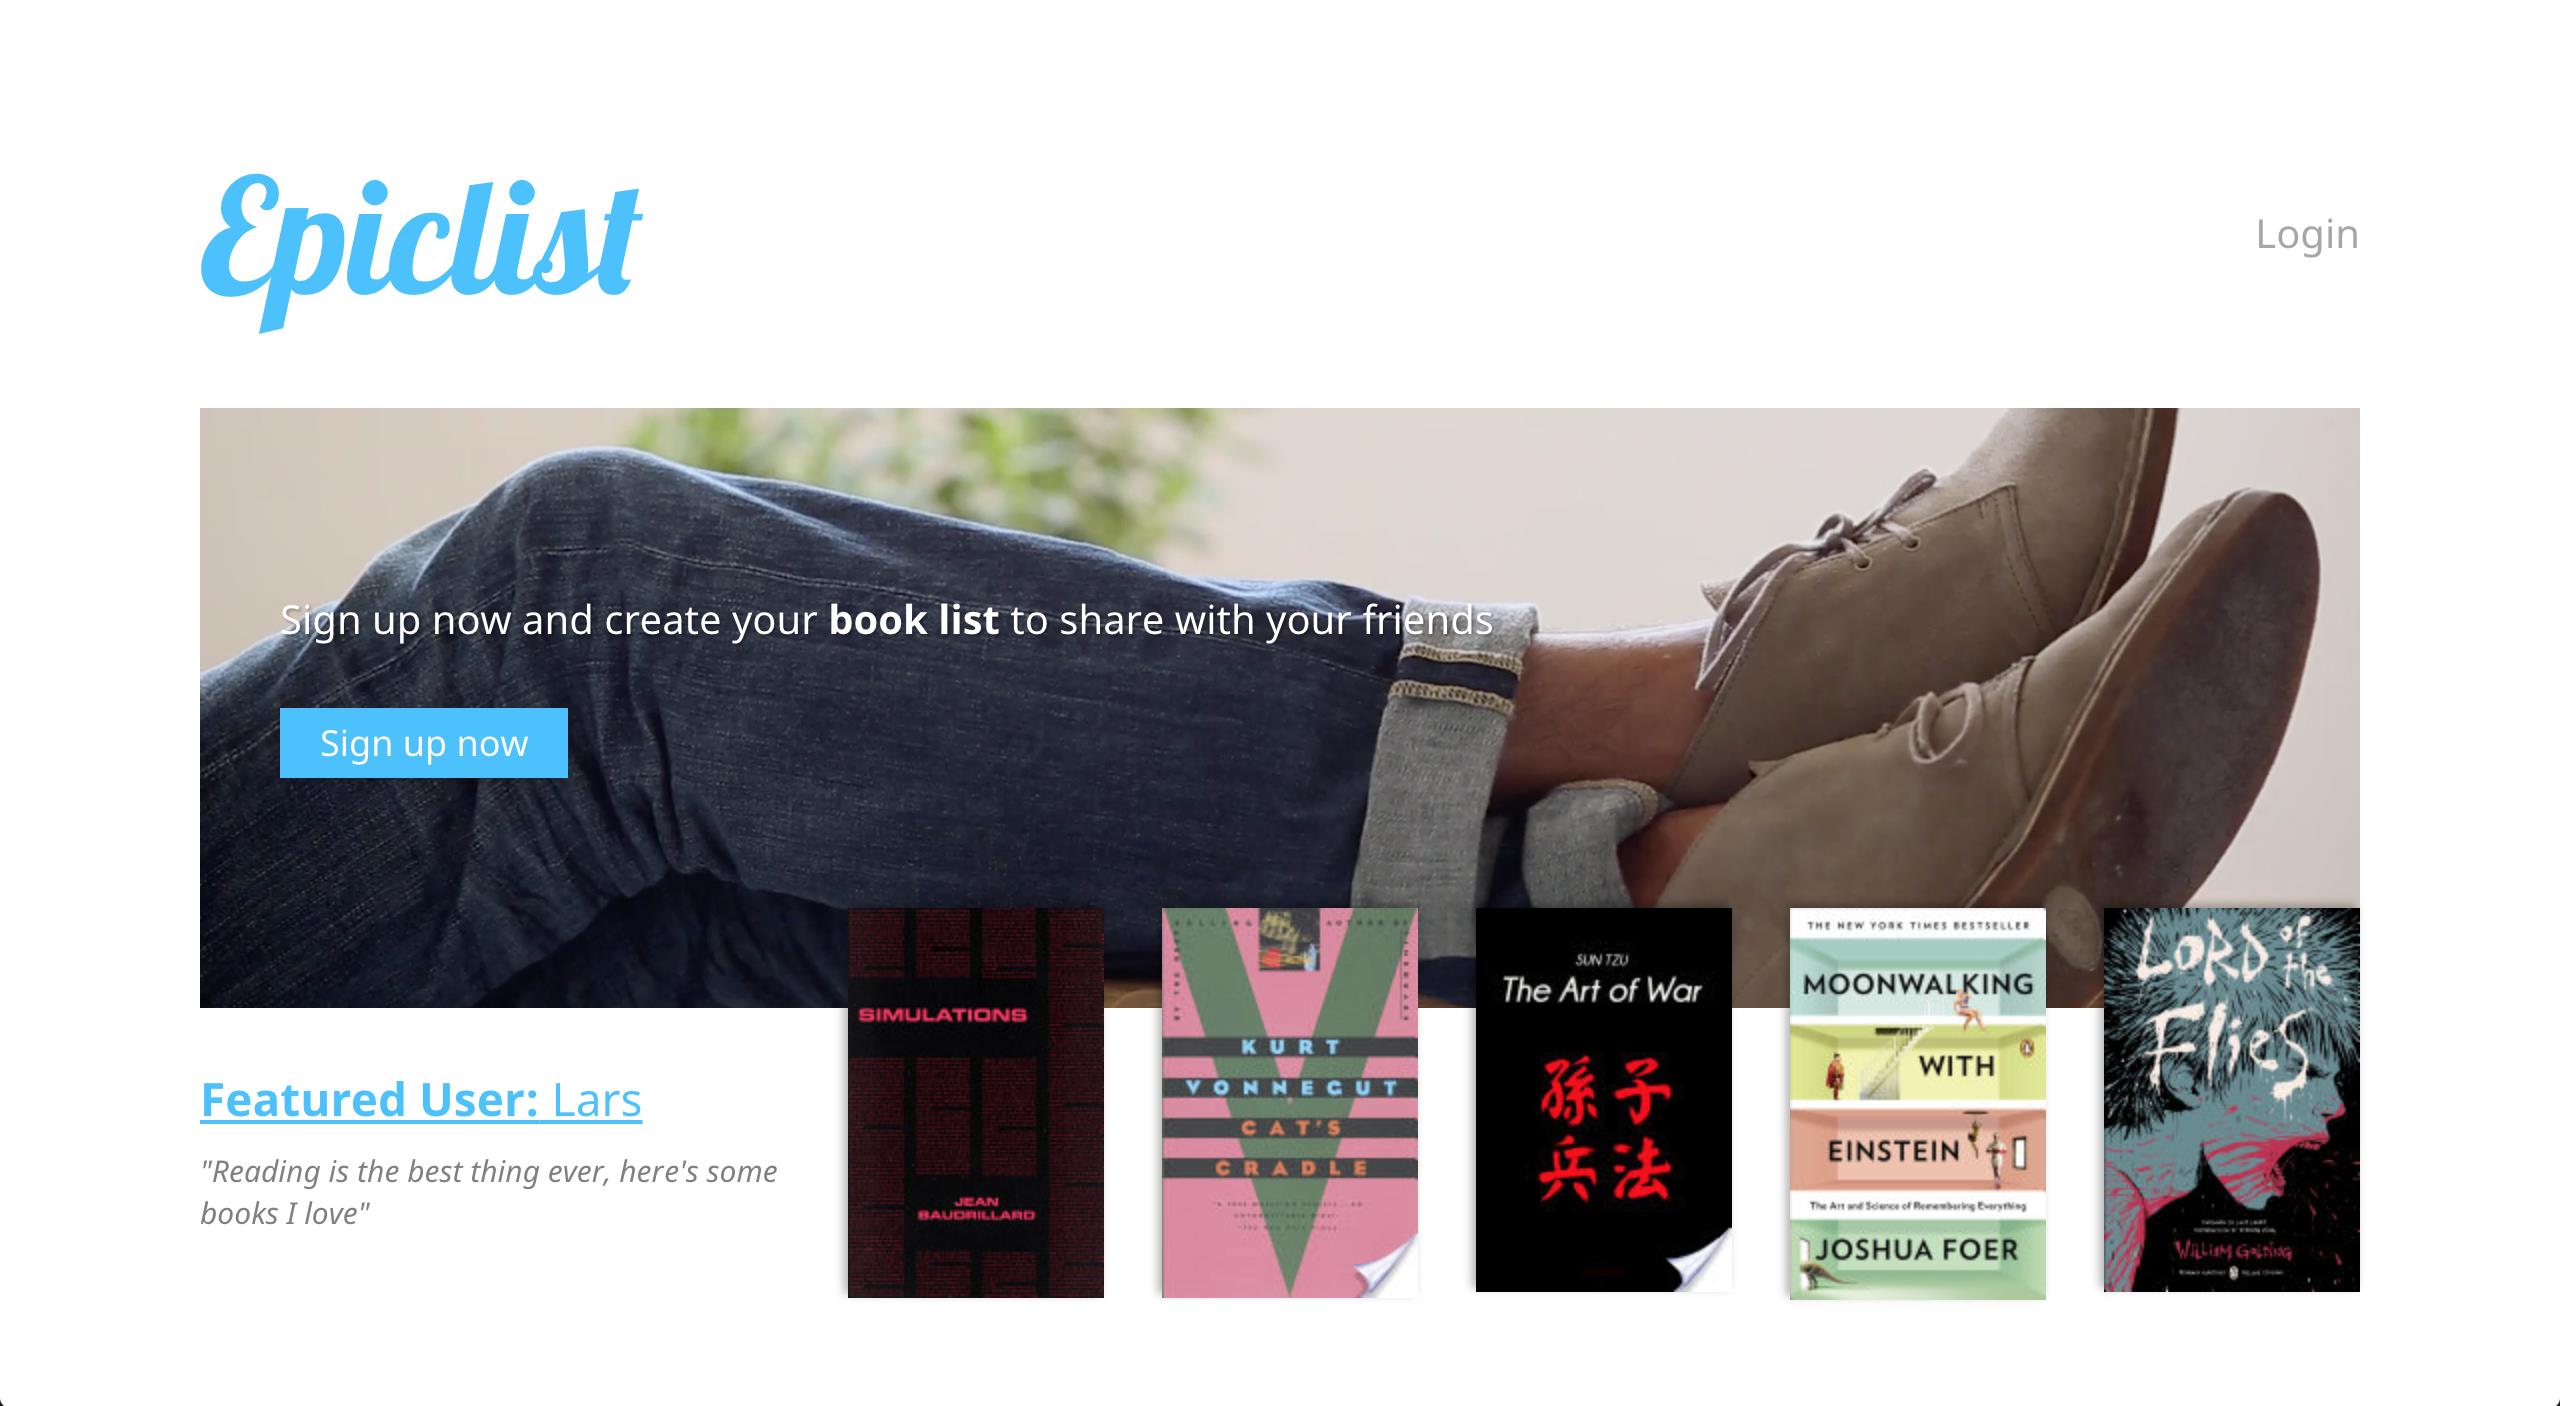 Epiclist
Login
Sign up now and create your book list to share with your friends
Sign up now
Featured User: Lars
"Reading is the best thing ever, here's some
books I love"
SIMULATIONS
JEAN
BAUDRILLARD
KURT
VONNEGUT
CAT'S
CRADLE
SUN TZU
The Art of War
孫子
兵法
THE NEW YORK TIMES BESTSELLER
MOONWALKING
WITH
EINSTEIN
The Art and Science of Remembering Everything
JOSHUA FOER
LORD of
the
Flies
WILLIAM GOLDING